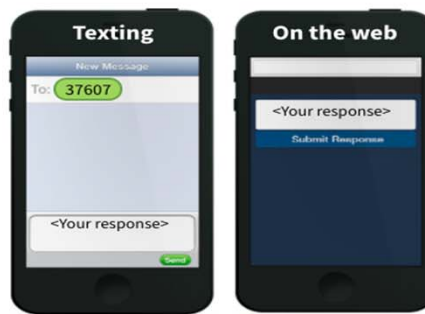 Texting
New Message
To: 37607
<Your response>
Send
On the web
<Your response>
Submit Response